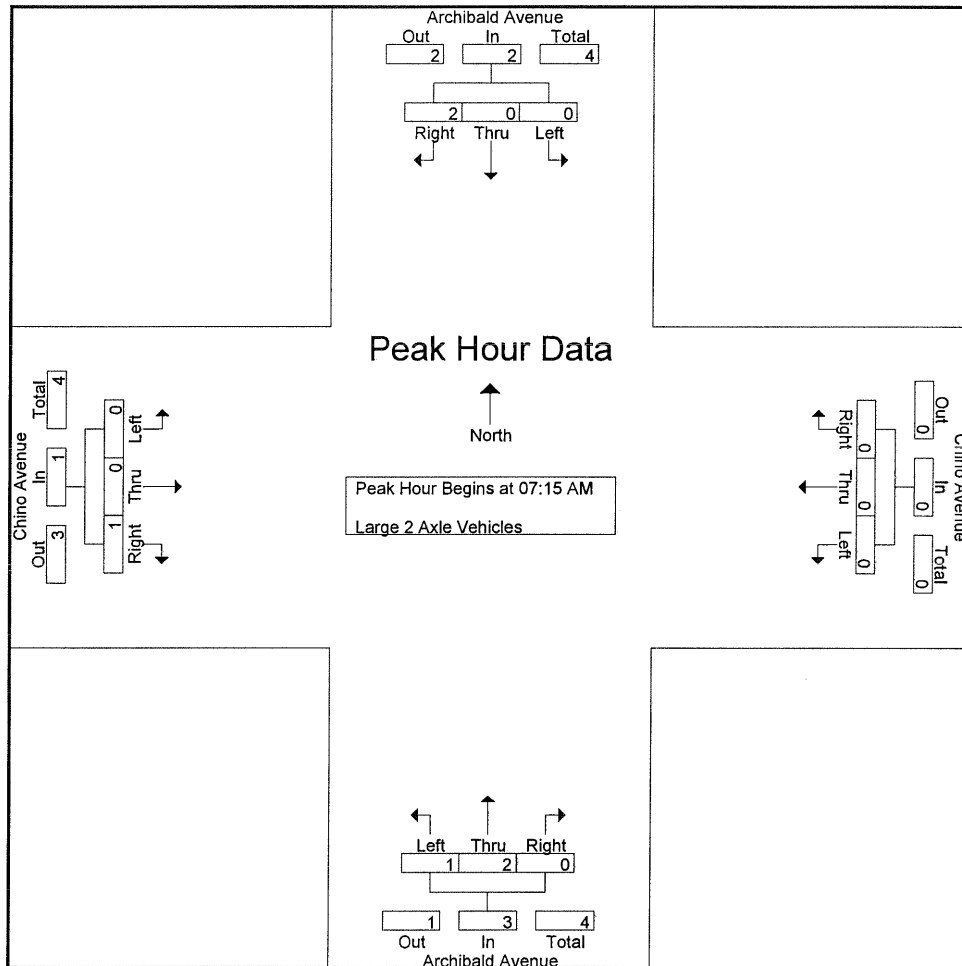 Archibald Avenue
Out In Total
2 2 4
2 0 0
Right Thru Left
Peak Hour Data
North
Peak Hour Begins at 07:15 AM
Large 2 Axle Vehicles
Chino Avenue
Total In Out
4 1 3
0 0 1
Left Thru Right
Right Thru Left
0 0 0
Out In Total
0 0 0
Chino Avenue
Left Thru Right
1 2 0
1 3 4
Out In Total
Archibald Avenue